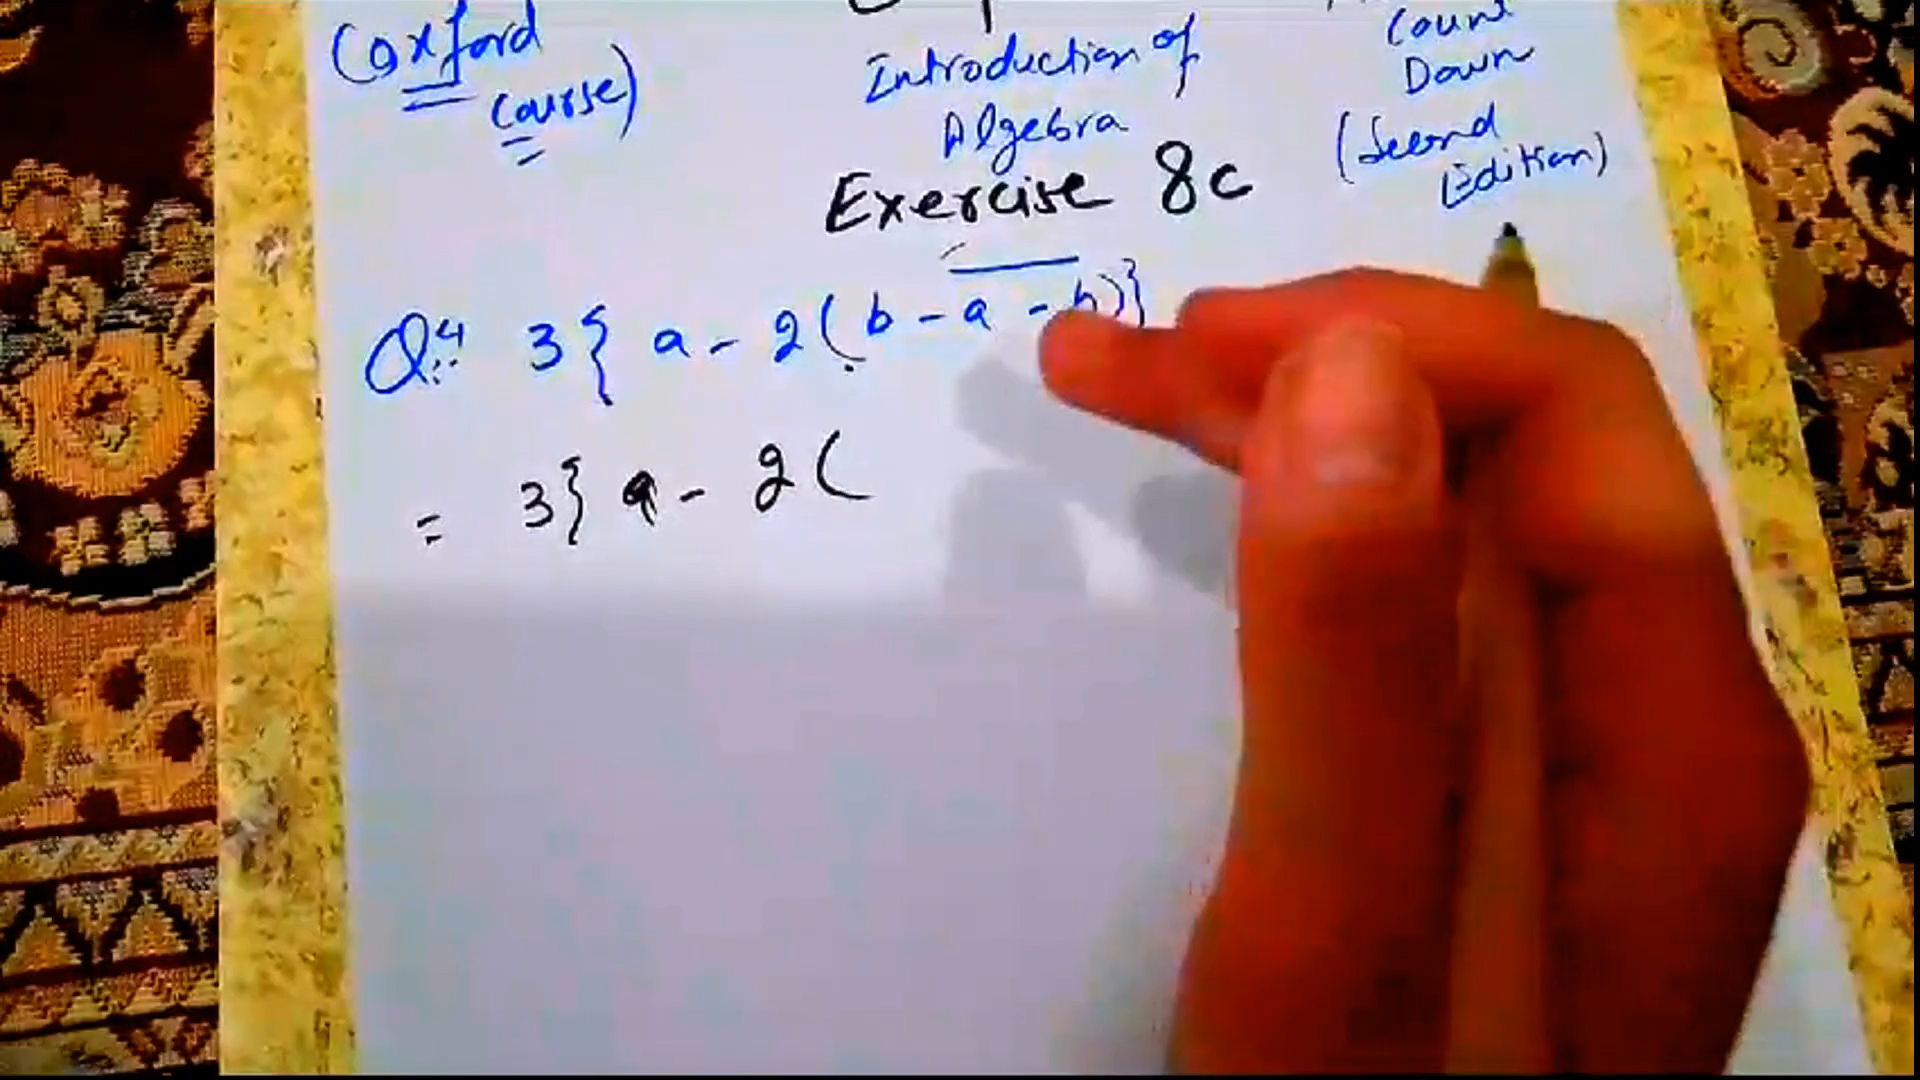 (Oxford
course)
Introduction of
Algebra
Count
Down
(Second
Edition)
Exercise 8c
Q.4 3{ a - 2( b - a - b)}
= 3{ a - 2(